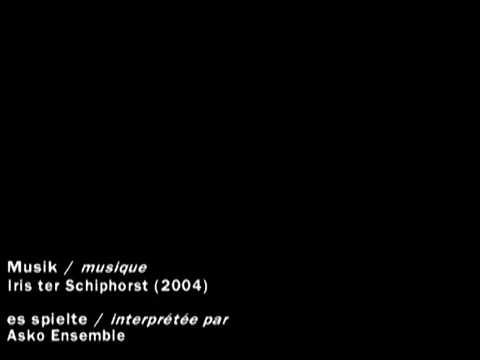 Musik / musique
Iris ter Schiphorst (2004)
es spielte / interprétée par
Asko Ensemble